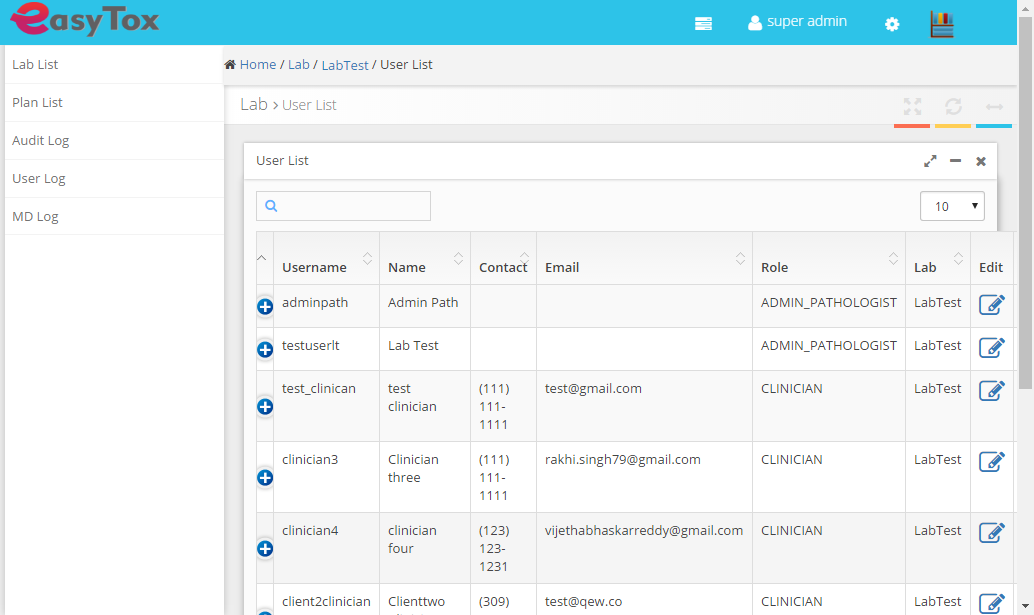 easyTox
super admin
Lab List
Plan List
Audit Log
User Log
MD Log
Home / Lab / LabTest / User List
Lab › User List
User List
10
Username Name Contact Email Role Lab Edit
adminpath Admin Path ADMIN_PATHOLOGIST LabTest
testuserlt Lab Test ADMIN_PATHOLOGIST LabTest
test_clinican test (111) test@gmail.com CLINICIAN LabTest
clinician 111-
1111
clinician3 Clinician (111) rakhi.singh79@gmail.com CLINICIAN LabTest
three 111-
1111
clinician4 clinician (123) vijethabhaskarreddy@gmail.com CLINICIAN LabTest
four 123-
1231
client2clinician Clienttwo (309) test@qew.co CLINICIAN LabTest